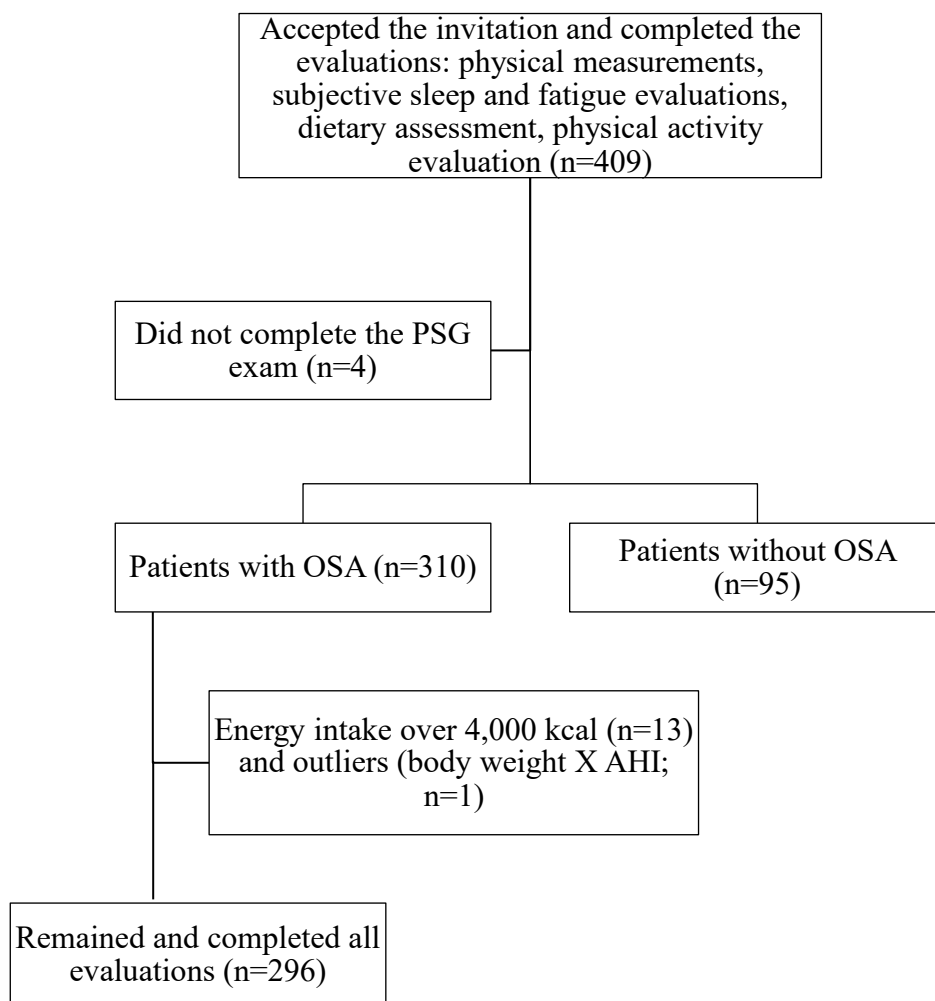 Accepted the invitation and completed the
evaluations: physical measurements,
subjective sleep and fatigue evaluations,
dietary assessment, physical activity
evaluation (n=409)
Did not complete the PSG
exam (n=4)
Patients with OSA (n=310)
Patients without OSA
(n=95)
Energy intake over 4,000 kcal (n=13)
and outliers (body weight X AHI;
n=1)
Remained and completed all
evaluations (n=296)